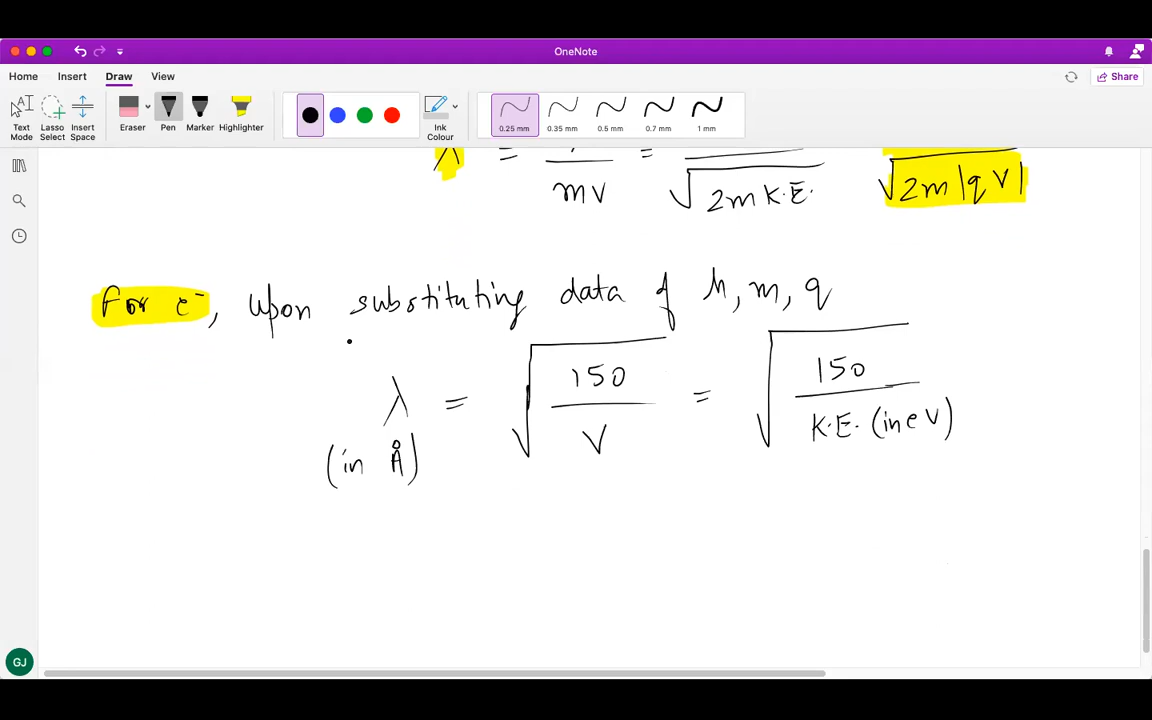 OneNote
Home Insert Draw View Share
Text Mode Lasso Select Insert Space Eraser Pen Marker Highlighter Ink Colour 0.25 mm 0.35 mm 0.5 mm 0.7 mm 1 mm
λ = = 
mv √2m K.E. √2m|qV|
For e⁻, upon substituting data of h, m, q
λ = √150/V = √150/K.E. (in eV)
(in Å)
GJ